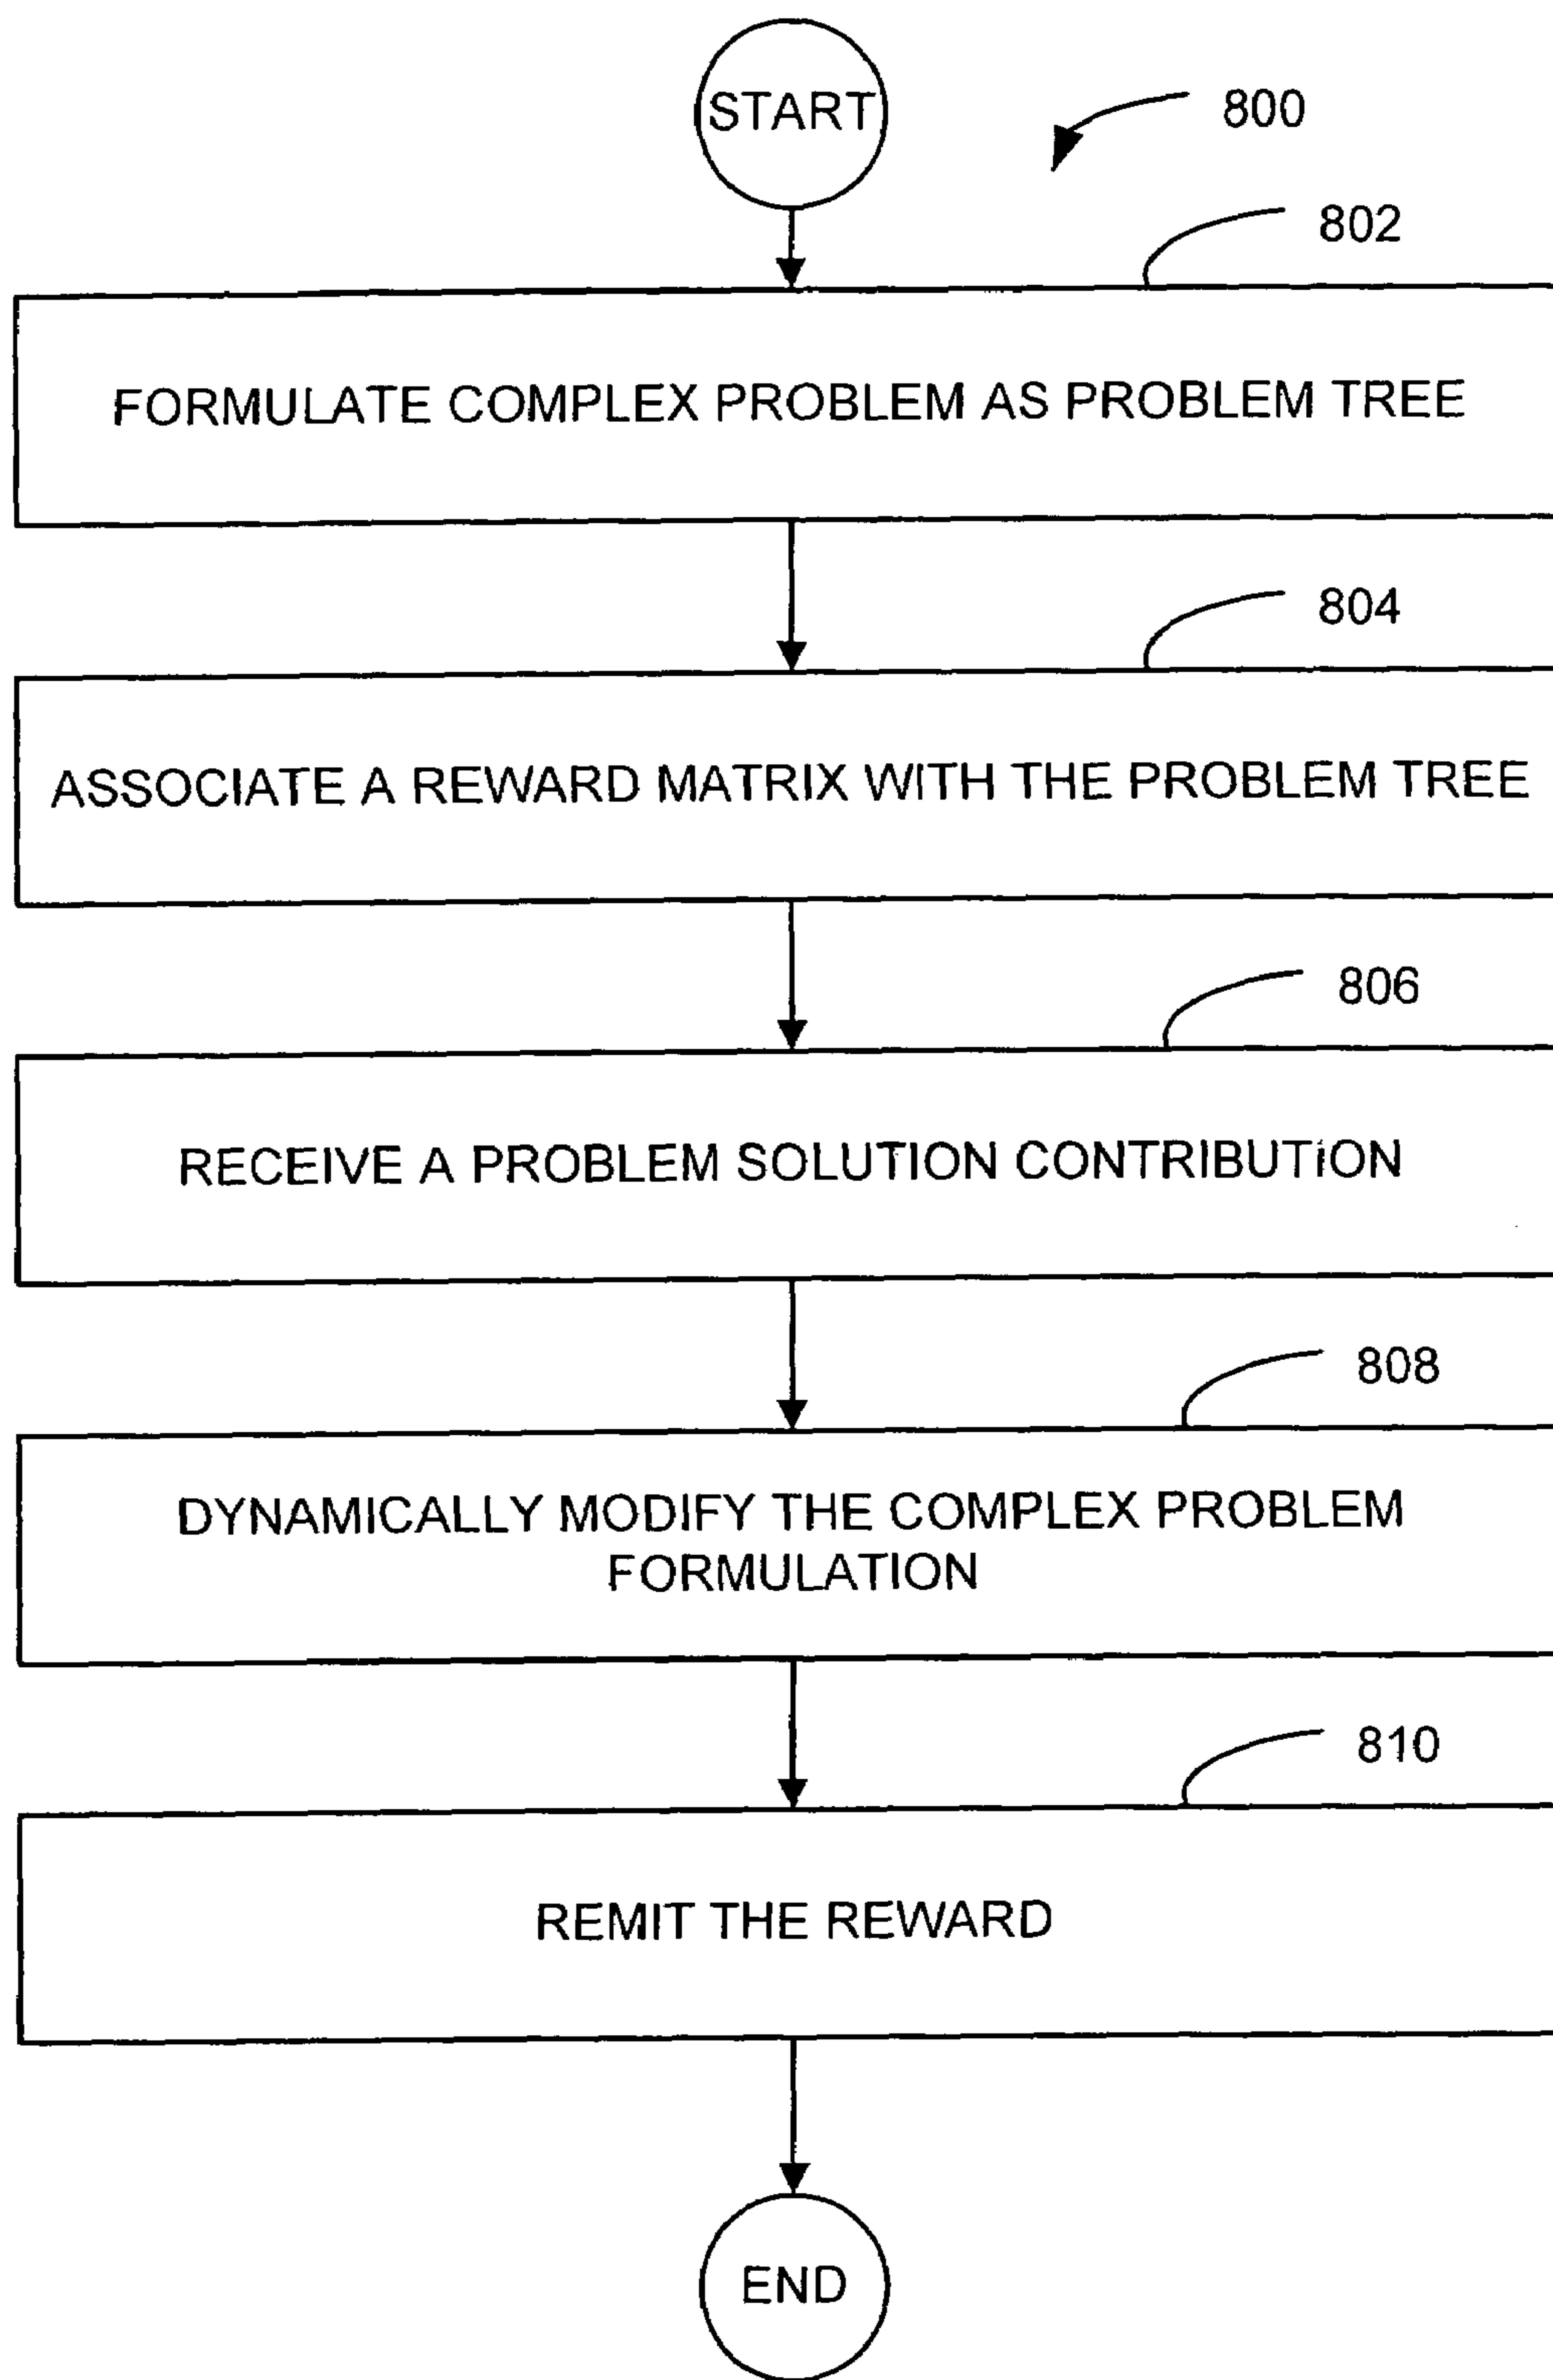 START
800
802
FORMULATE COMPLEX PROBLEM AS PROBLEM TREE
804
ASSOCIATE A REWARD MATRIX WITH THE PROBLEM TREE
806
RECEIVE A PROBLEM SOLUTION CONTRIBUTION
808
DYNAMICALLY MODIFY THE COMPLEX PROBLEM
FORMULATION
810
REMIT THE REWARD
END